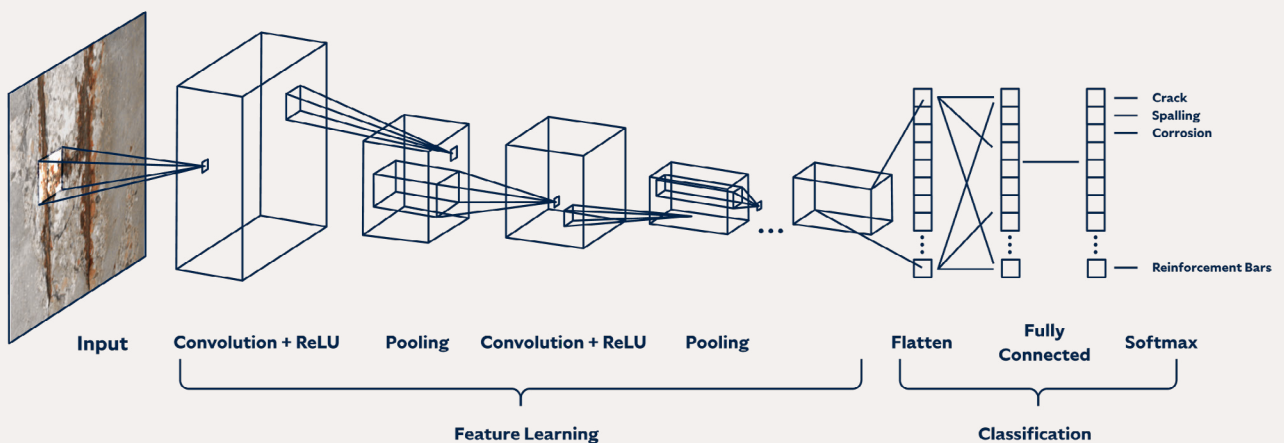 Crack
Spalling
Corrosion
Reinforcement Bars
Input
Convolution + ReLU
Pooling
Convolution + ReLU
Pooling
Flatten
Fully
Connected
Softmax
Feature Learning
Classification